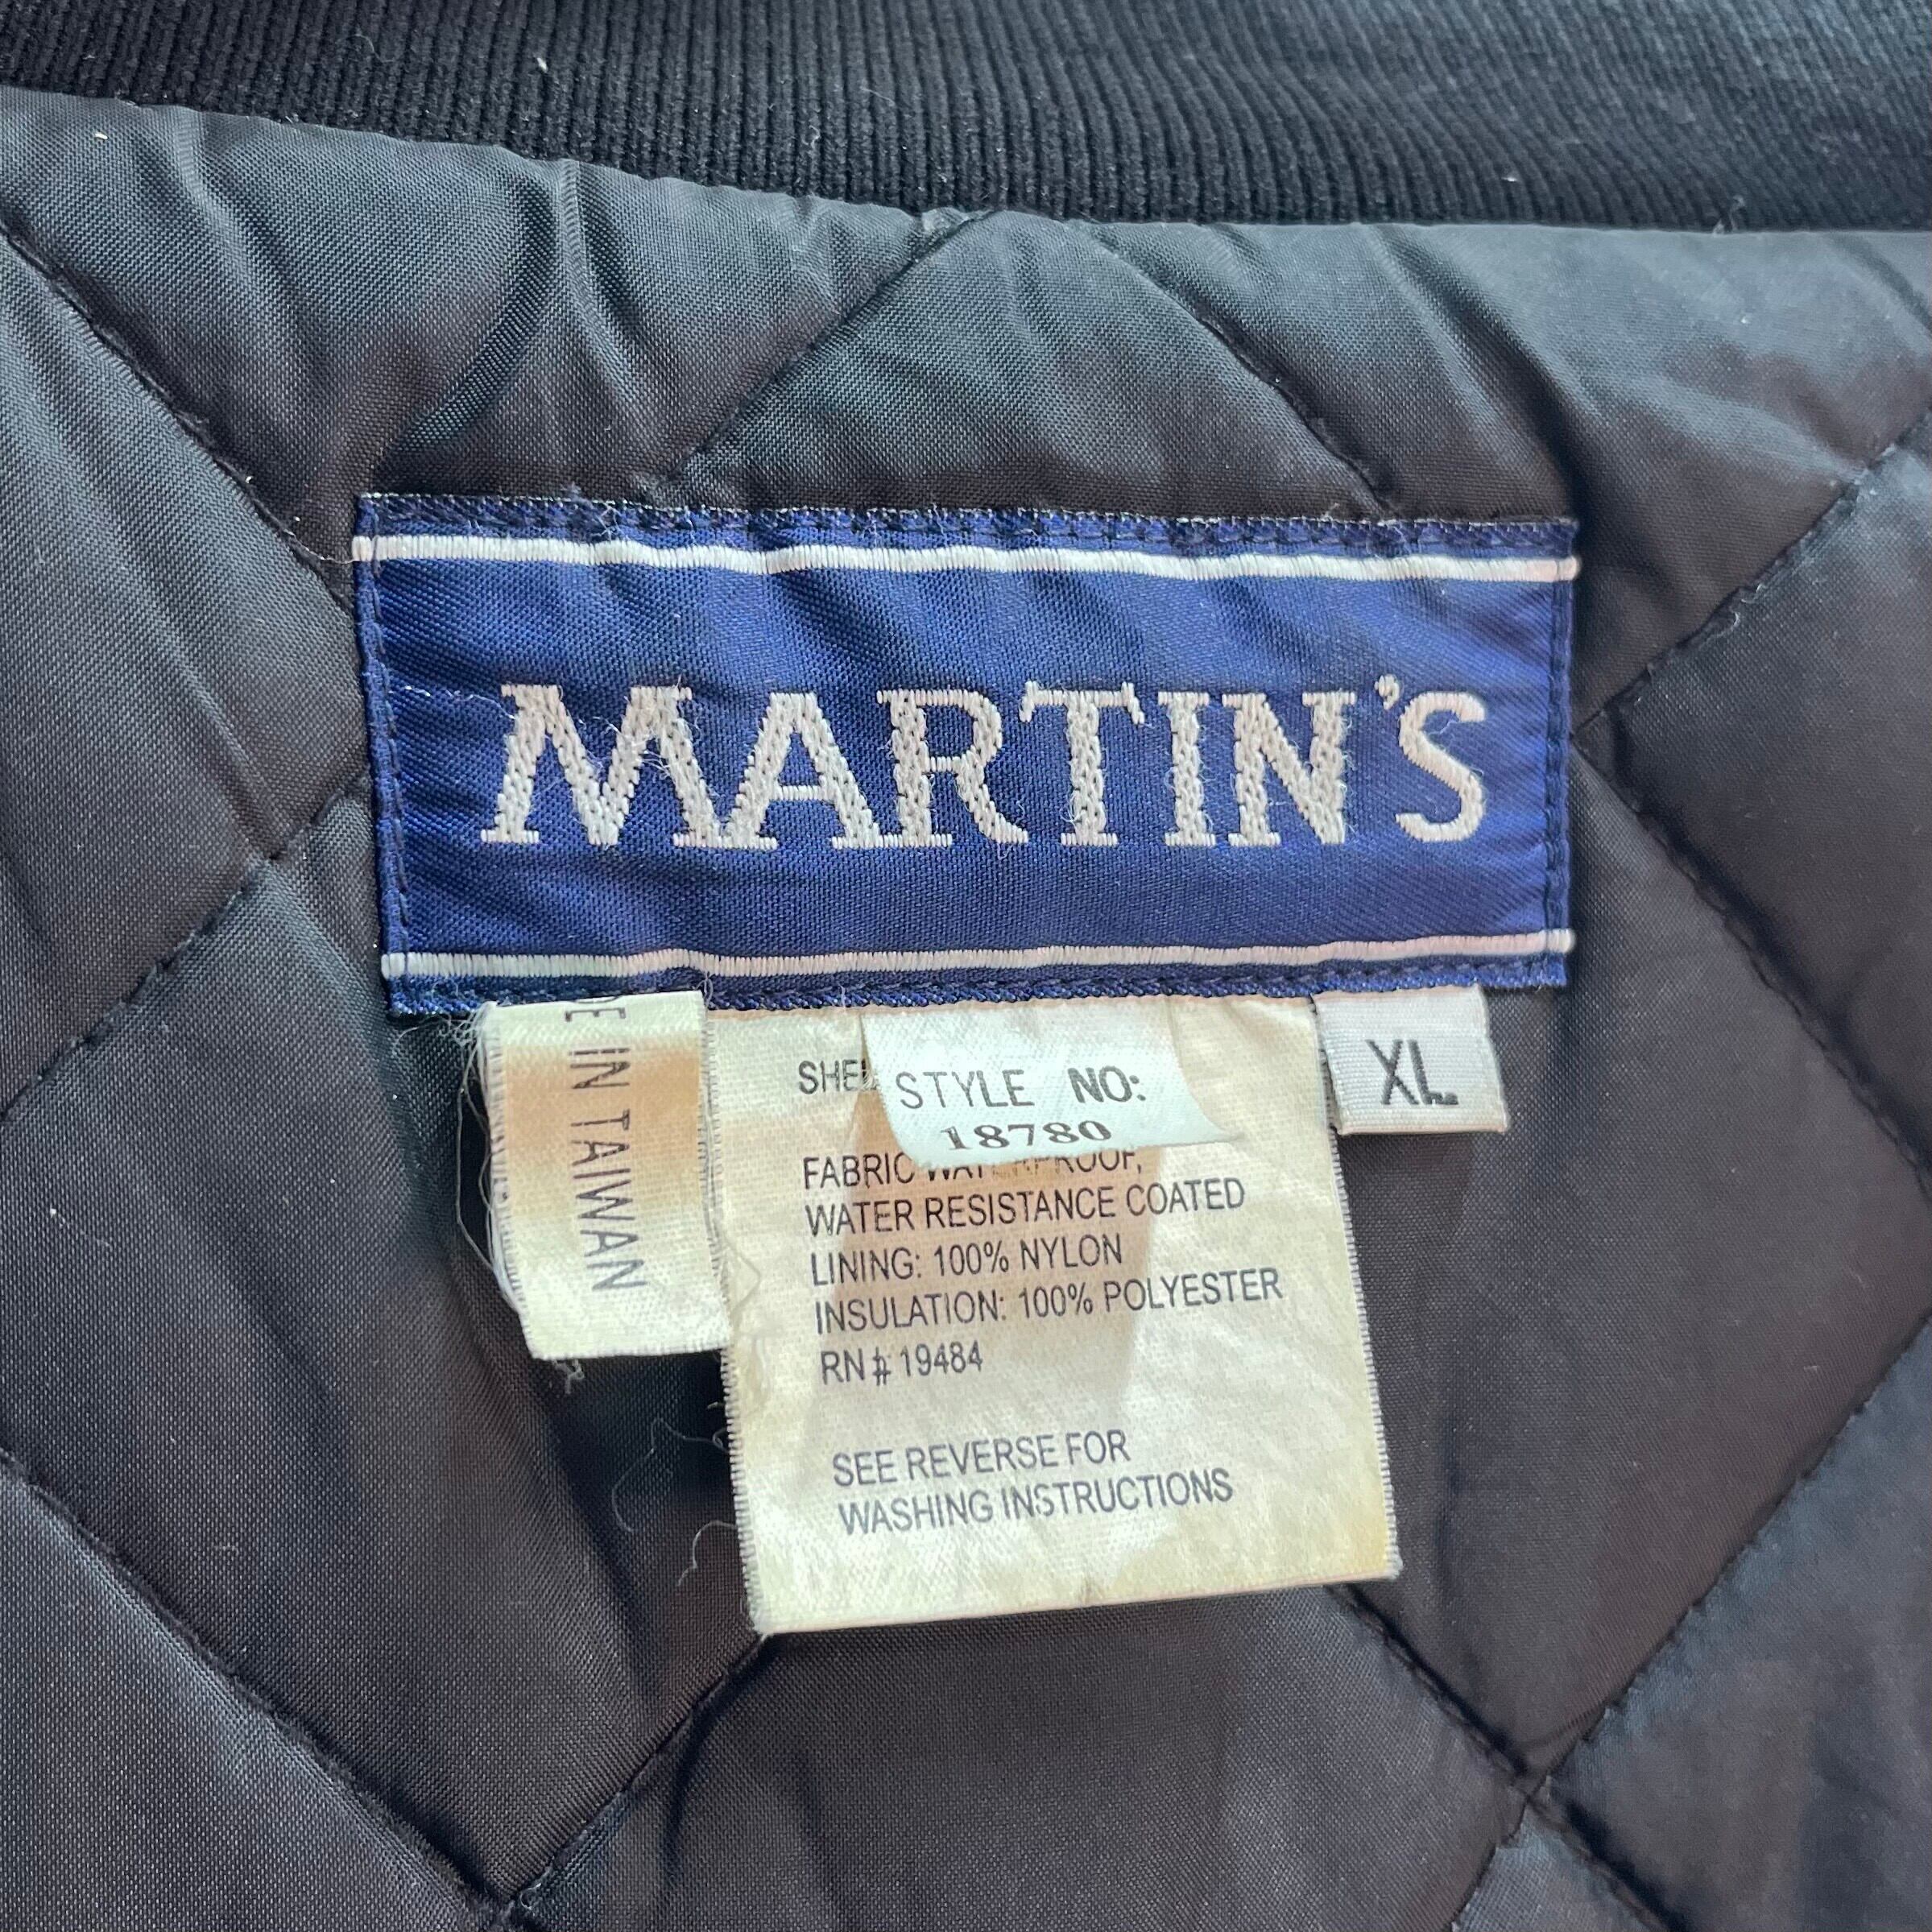 MARTIN'S
IN TAIWAN
STYLE NO:
18780
XL
FABRIC WATERPROOF,
WATER RESISTANCE COATED
LINING: 100% NYLON
INSULATION: 100% POLYESTER
RN # 19484
SEE REVERSE FOR
WASHING INSTRUCTIONS